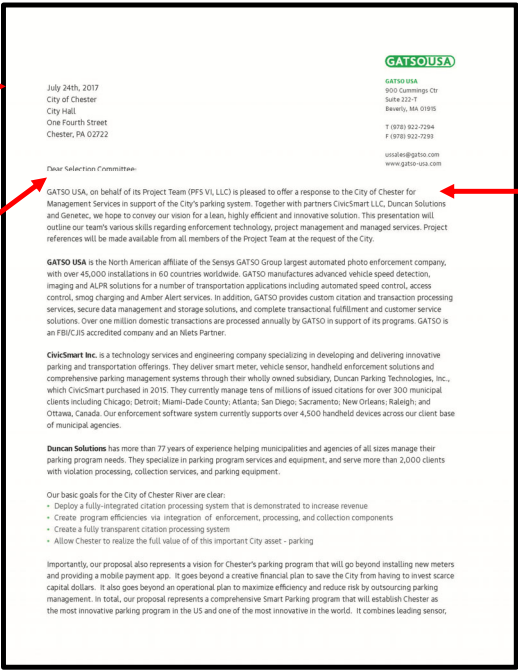 GATSO USA
July 24th, 2017
City of Chester
City Hall
One Fourth Street
Chester, PA 02722
GATSO USA
900 Cummings Ctr
Suite 222-T
Beverly, MA 01915
T (978) 922-7294
F (978) 922-7293
ussales@gatso.com
www.gatso-usa.com
Dear Selection Committee:
GATSO USA, on behalf of its Project Team (PFS VI, LLC) is pleased to offer a response to the City of Chester for
Management Services in support of the City's parking system. Together with partners CivicSmart LLC, Duncan Solutions
and Genetec, we hope to convey our vision for a lean, highly efficient and innovative solution. This presentation will
outline our team's various skills regarding enforcement technology, project management and managed services. Project
references will be made available from all members of the Project Team at the request of the City.
GATSO USA is the North American affiliate of the Sensys GATSO Group largest automated photo enforcement company,
with over 45,000 installations in 60 countries worldwide. GATSO manufactures advanced vehicle speed detection,
imaging and ALPR solutions for a number of transportation applications including automated speed control, access
control, smog charging and Amber Alert services. In addition, GATSO provides custom citation and transaction processing
services, secure data management and storage solutions, and complete transactional fulfillment and customer service
solutions. Over one million domestic transactions are processed annually by GATSO in support of its programs. GATSO is
an FBI/CJIS accredited company and an Nlets Partner.
CivicSmart Inc. is a technology services and engineering company specializing in developing and delivering innovative
parking and transportation offerings. They deliver smart meter, vehicle sensor, handheld enforcement solutions and
comprehensive parking management systems through their wholly owned subsidiary, Duncan Parking Technologies, Inc.,
which CivicSmart purchased in 2015. They currently manage tens of millions of issued citations for over 300 municipal
clients including Chicago; Detroit; Miami-Dade County; Atlanta; San Diego; Sacramento; New Orleans; Raleigh; and
Ottawa, Canada. Our enforcement software system currently supports over 4,500 handheld devices across our client base
of municipal agencies.
Duncan Solutions has more than 77 years of experience helping municipalities and agencies of all sizes manage their
parking program needs. They specialize in parking program services and equipment, and serve more than 2,000 clients
with violation processing, collection services, and parking equipment.
Our basic goals for the City of Chester River are clear:
• Deploy a fully-integrated citation processing system that is demonstrated to increase revenue
• Create program efficiencies via integration of enforcement, processing, and collection components
• Create a fully transparent citation processing system
• Allow Chester to realize the full value of of this important City asset - parking
Importantly, our proposal also represents a vision for Chester's parking program that will go beyond installing new meters
and providing a mobile payment app. It goes beyond a creative financial plan to save the City from having to invest scarce
capital dollars. It also goes beyond an operational plan to maximize efficiency and reduce risk by outsourcing parking
management. In total, our proposal represents a comprehensive Smart Parking program that will establish Chester as
the most innovative parking program in the US and one of the most innovative in the world. It combines leading sensor,